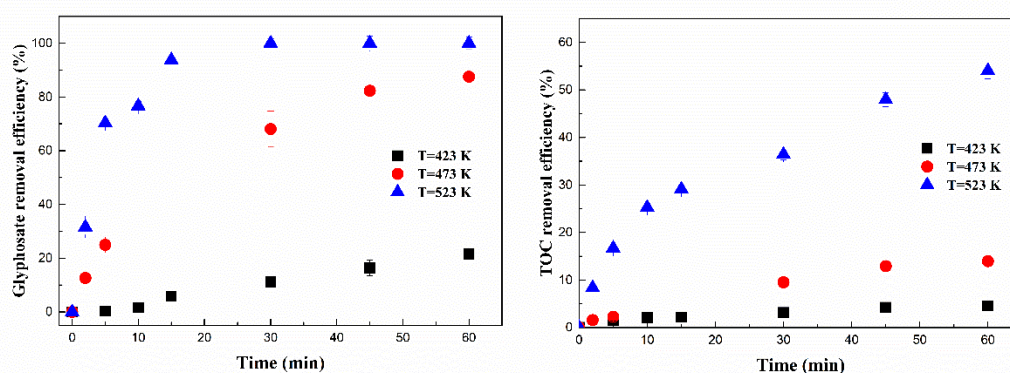 Glyphosate removal efficiency (%)
100
80
60
40
20
0
T=423 K
T=473 K
T=523 K
0 10 20 30 40 50 60
Time (min)
TOC removal efficiency (%)
60
50
40
30
20
10
0
T=423 K
T=473 K
T=523 K
0 10 20 30 40 50 60
Time (min)